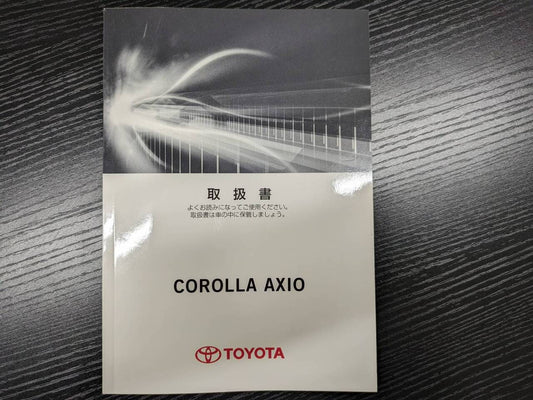 取扱書
よくお読みになってご使用ください。
取扱書は車の中に保管しましょう。
COROLLA AXIO
TOYOTA